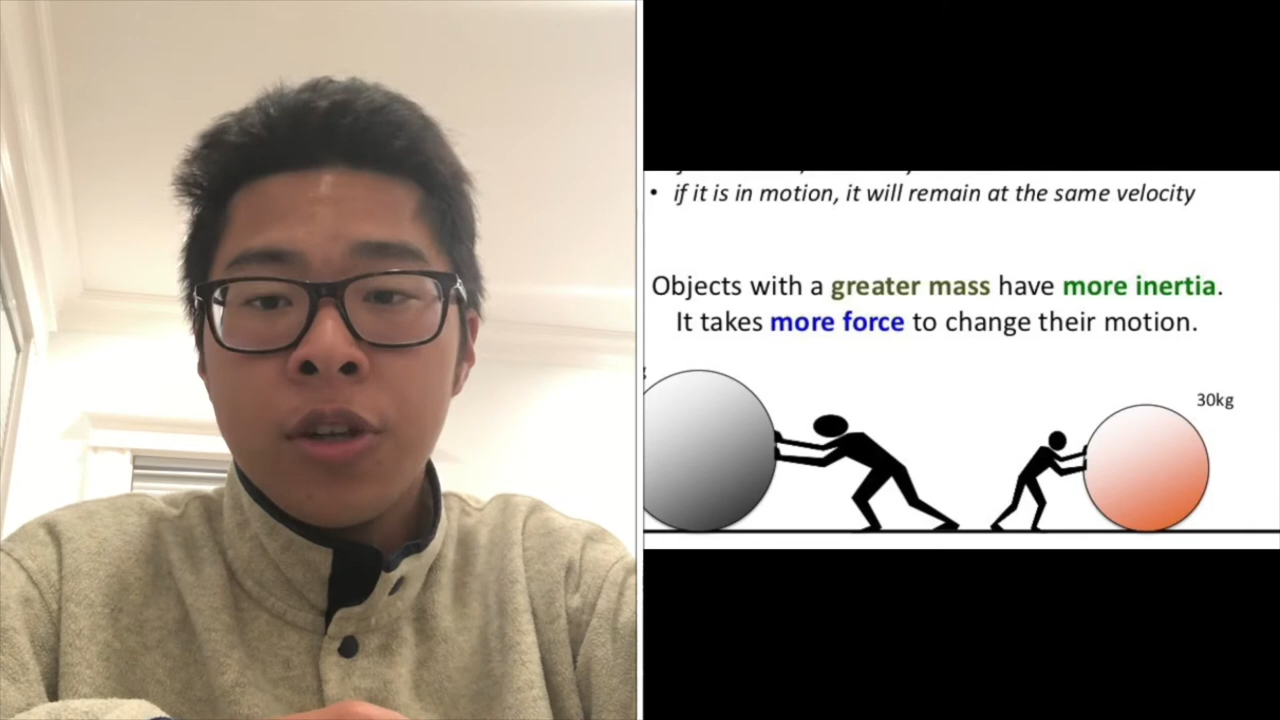 • if it is in motion, it will remain at the same velocity
Objects with a greater mass have more inertia.
It takes more force to change their motion.
30kg